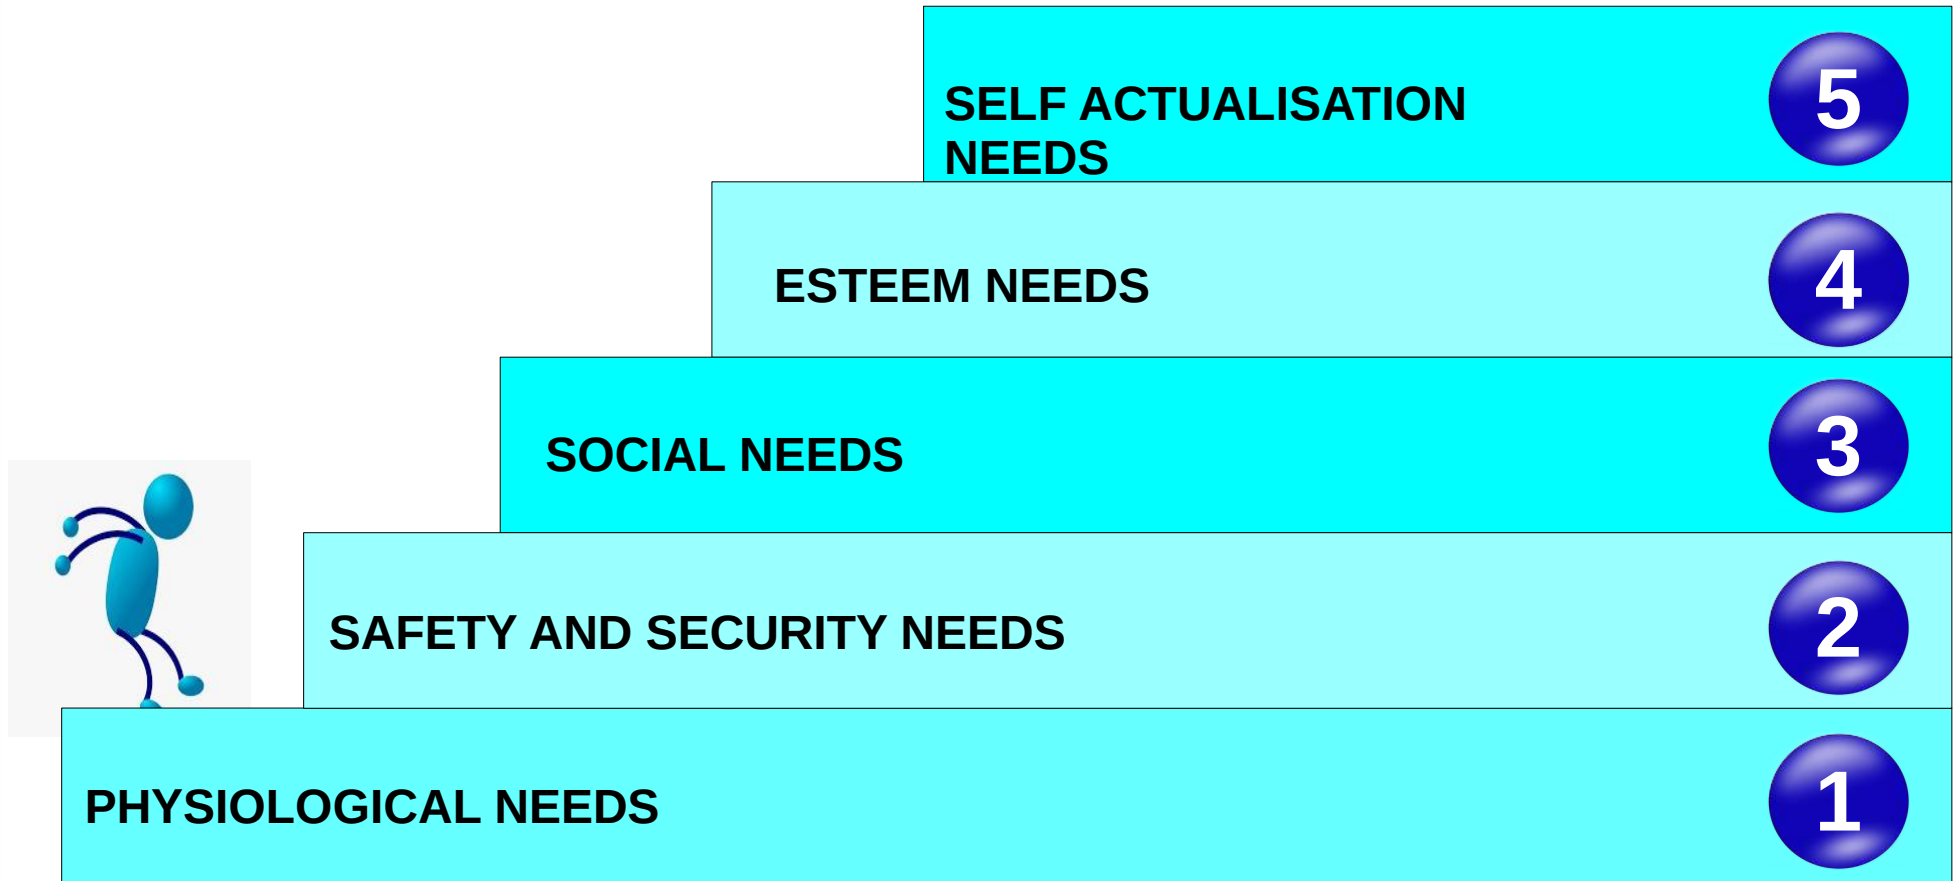 SELF ACTUALISATION
NEEDS
5
ESTEEM NEEDS
4
SOCIAL NEEDS
3
SAFETY AND SECURITY NEEDS
2
PHYSIOLOGICAL NEEDS
1